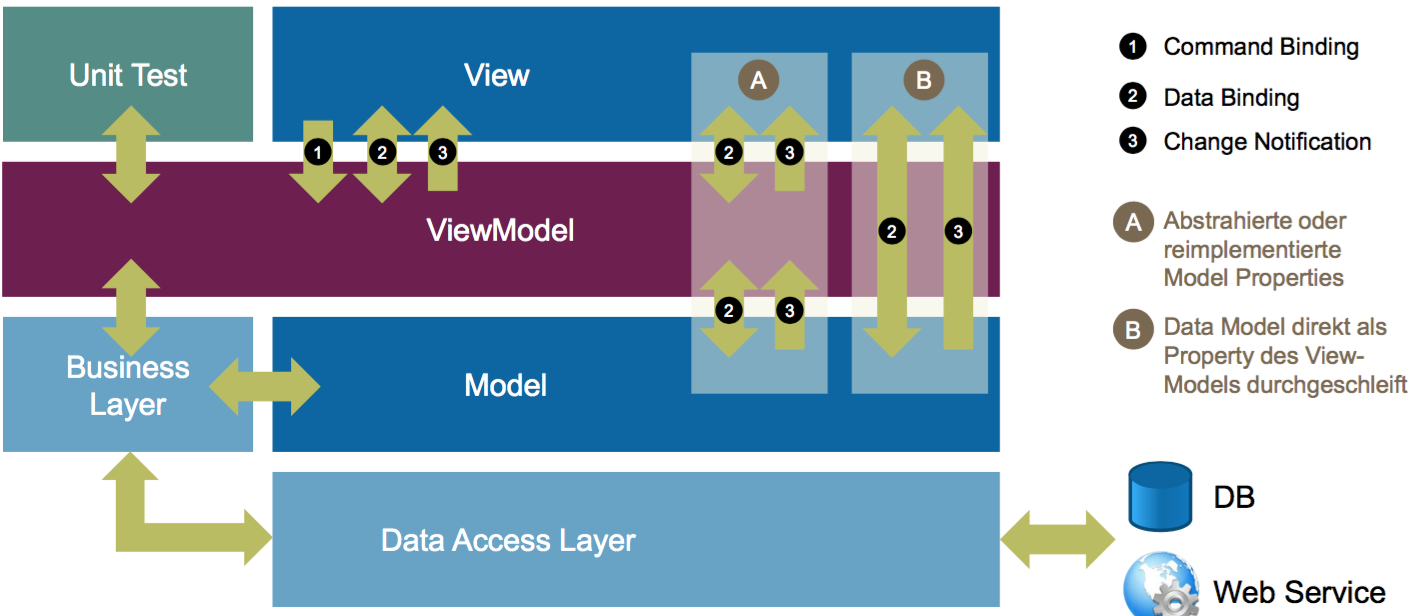 Unit Test
View
A
B
1 Command Binding
2 Data Binding
3 Change Notification
1
2
3
2
3
ViewModel
2
3
2
3
A Abstrahierte oder
reimplementierte
Model Properties
B Data Model direkt als
Property des View-
Models durchgeschleift
Business
Layer
Model
Data Access Layer
DB
Web Service